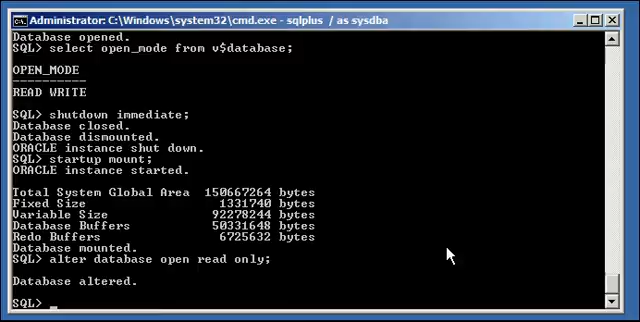 Administrator: C:\Windows\system32\cmd.exe - sqlplus / as sysdba
Database opened.
SQL> select open_mode from v$database;
OPEN_MODE
----------
READ WRITE
SQL> shutdown immediate;
Database closed.
Database dismounted.
ORACLE instance shut down.
SQL> startup mount;
ORACLE instance started.
Total System Global Area  150667264 bytes
Fixed Size                  1331740 bytes
Variable Size              92278244 bytes
Database Buffers           50331648 bytes
Redo Buffers                6725632 bytes
Database mounted.
SQL> alter database open read only;
Database altered.
SQL> _